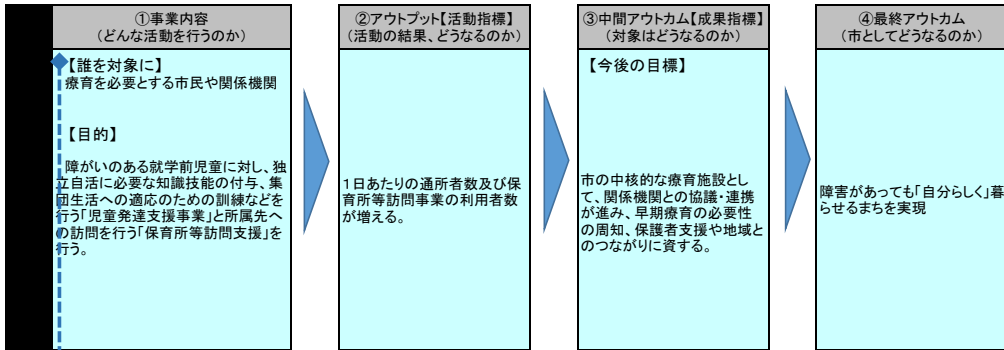 ①事業内容
（どんな活動を行うのか）
【誰を対象に】
療育を必要とする市民や関係機関
【目的】
障がいのある就学前児童に対し、独
立自活に必要な知識技能の付与、集
団生活への適応のための訓練などを
行う「児童発達支援事業」と所属先へ
の訪問を行う「保育所等訪問支援」を
行う。
②アウトプット【活動指標】
（活動の結果、どうなるのか）
1日あたりの通所者数及び保
育所等訪問事業の利用者数
が増える。
③中間アウトカム【成果指標】
（対象はどうなるのか）
【今後の目標】
市の中核的な療育施設とし
て、関係機関との協議・連携
が進み、早期療育の必要性
の周知、保護者支援や地域と
のつながりに資する。
④最終アウトカム
（市としてどうなるのか）
障害があっても「自分らしく」暮
らせるまちを実現